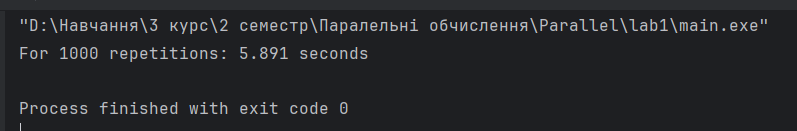 "D:\Навчання\3 курс\2 семестр\Паралельні обчислення\Parallel\lab1\main.exe"
For 1000 repetitions: 5.891 seconds
Process finished with exit code 0